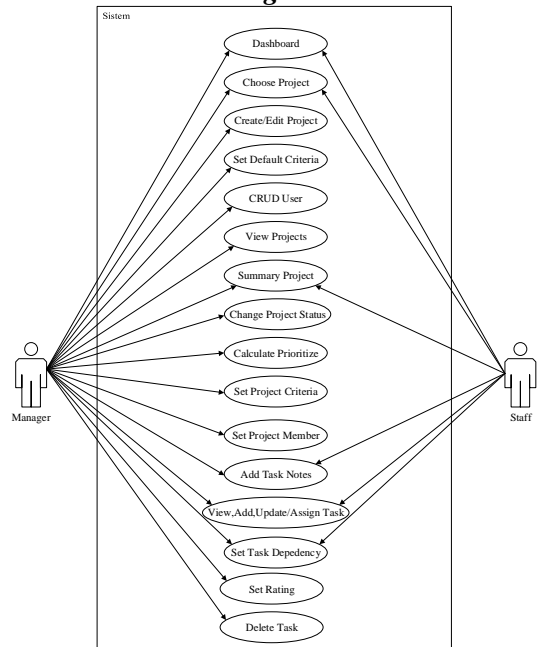 Sistem
Dashboard
Choose Project
Create/Edit Project
Set Default Criteria
CRUD User
View Projects
Summary Project
Change Project Status
Calculate Prioritize
Set Project Criteria
Manager
Staff
Set Project Member
Add Task Notes
View,Add,Update/Assign Task
Set Task Depedency
Set Rating
Delete Task